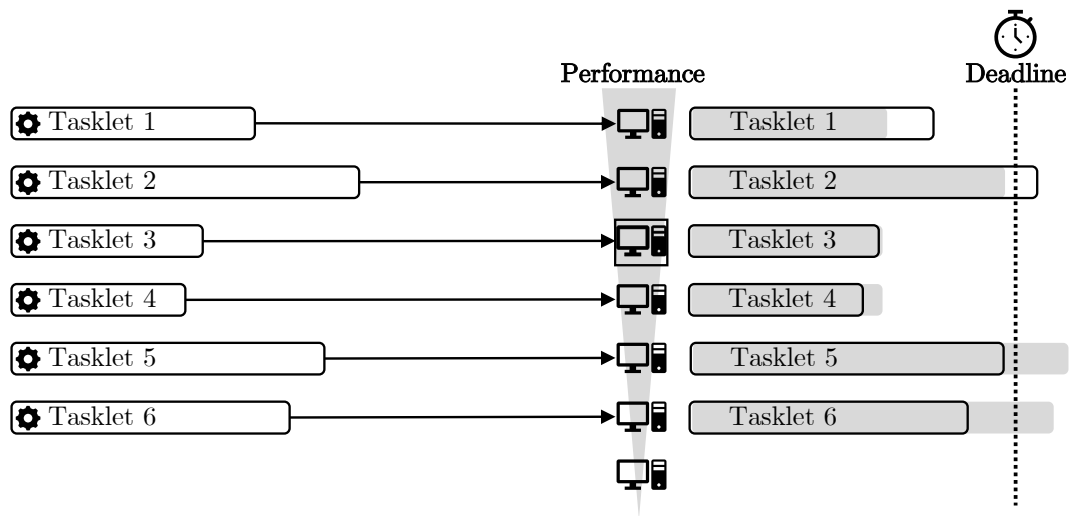 Performance
Deadline
Tasklet 1
Tasklet 1
Tasklet 2
Tasklet 2
Tasklet 3
Tasklet 3
Tasklet 4
Tasklet 4
Tasklet 5
Tasklet 5
Tasklet 6
Tasklet 6